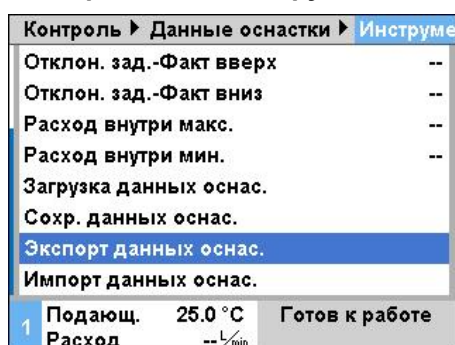 Контроль ▶ Данные оснастки ▶ Инструме
Отклон. зад.-Факт вверх --
Отклон. зад.-Факт вниз --
Расход внутри макс. --
Расход внутри мин. --
Загрузка данных оснас.
Сохр. данных оснас.
Экспорт данных оснас.
Импорт данных оснас.
1 Подающ. 25.0 °C Готов к работе
Расход -- L/min